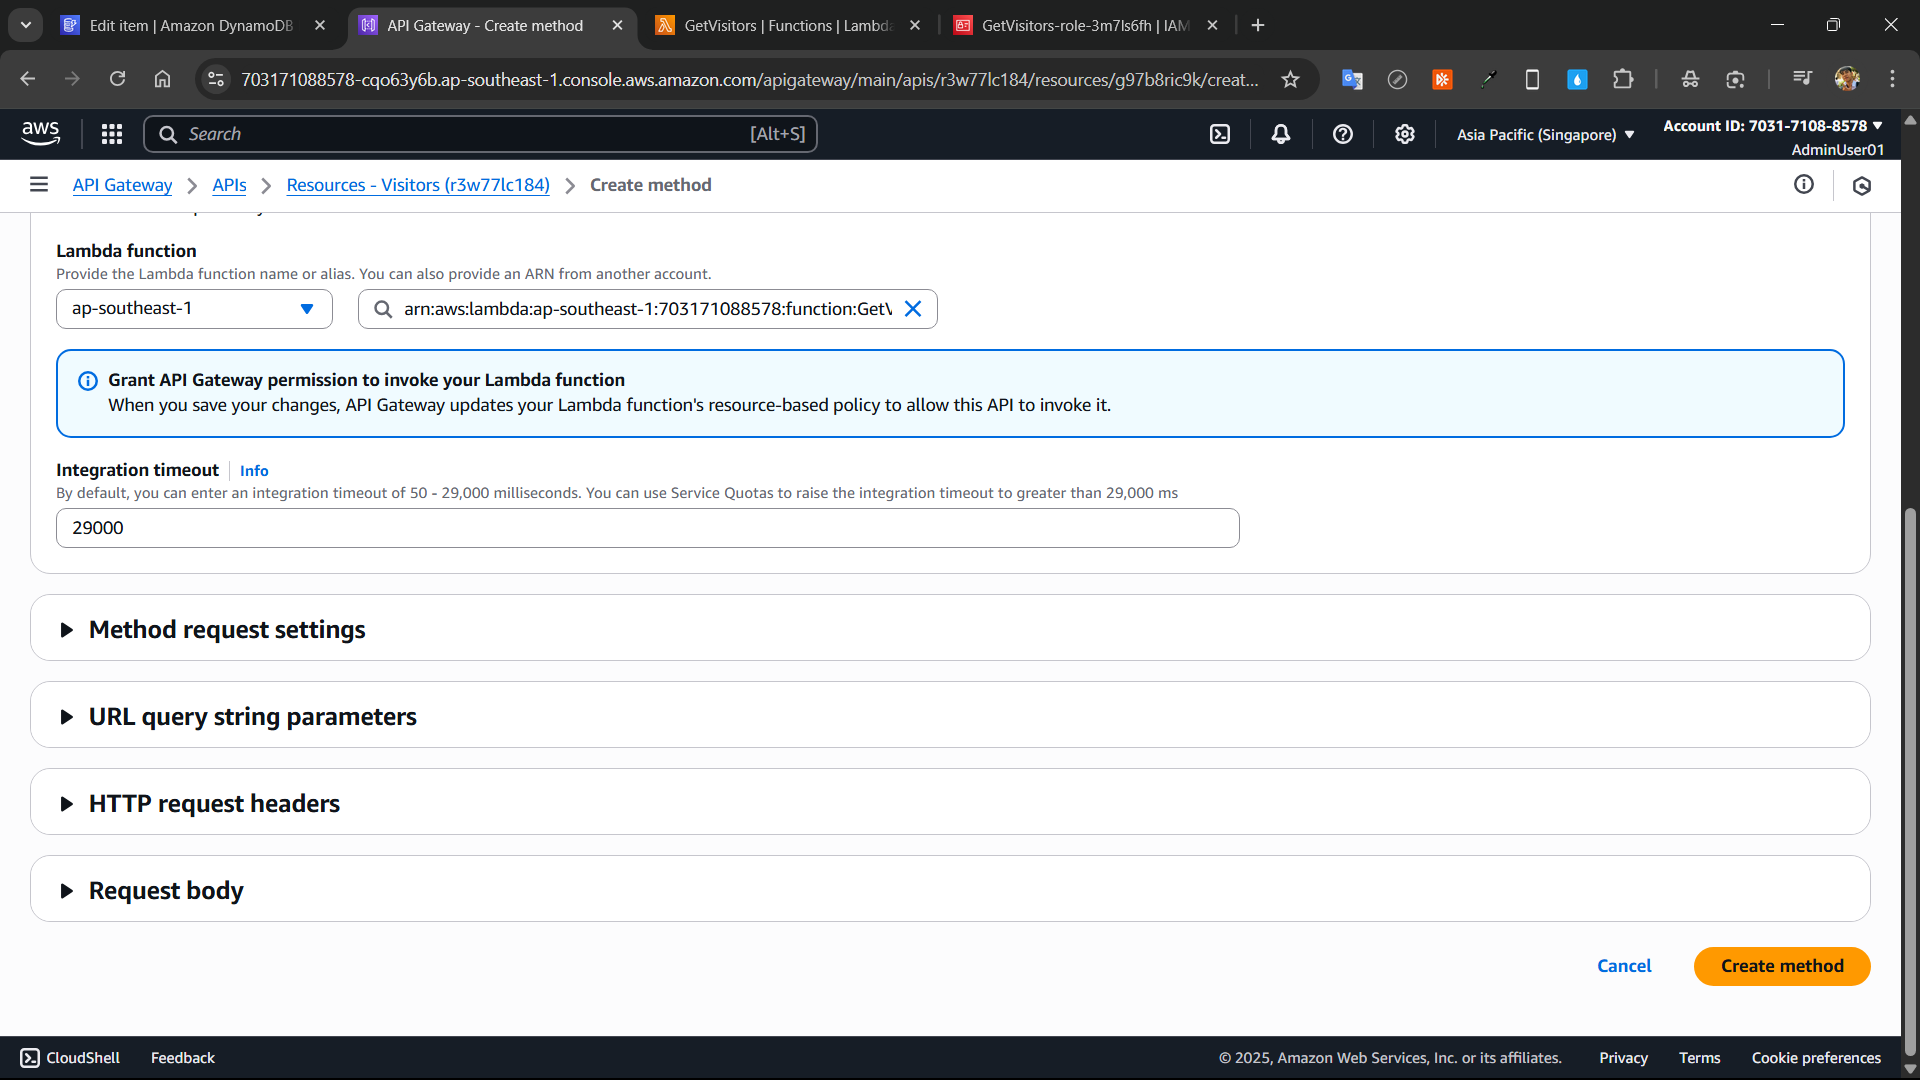 Edit item | Amazon DynamoDB
API Gateway - Create method
GetVisitors | Functions | Lambda
GetVisitors-role-3m7ls6fh | IAM
703171088578-cqo63y6b.ap-southeast-1.console.aws.amazon.com/apigateway/main/apis/r3w77lc184/resources/g97b8ric9k/creat...
aws
Search
[Alt+S]
Asia Pacific (Singapore)
Account ID: 7031-7108-8578
AdminUser01
API Gateway
APIs
Resources - Visitors (r3w77lc184)
Create method
Lambda function
Provide the Lambda function name or alias. You can also provide an ARN from another account.
ap-southeast-1
arn:aws:lambda:ap-southeast-1:703171088578:function:GetV
Grant API Gateway permission to invoke your Lambda function
When you save your changes, API Gateway updates your Lambda function's resource-based policy to allow this API to invoke it.
Integration timeout
Info
By default, you can enter an integration timeout of 50 - 29,000 milliseconds. You can use Service Quotas to raise the integration timeout to greater than 29,000 ms
29000
Method request settings
URL query string parameters
HTTP request headers
Request body
Cancel
Create method
CloudShell
Feedback
© 2025, Amazon Web Services, Inc. or its affiliates.
Privacy
Terms
Cookie preferences